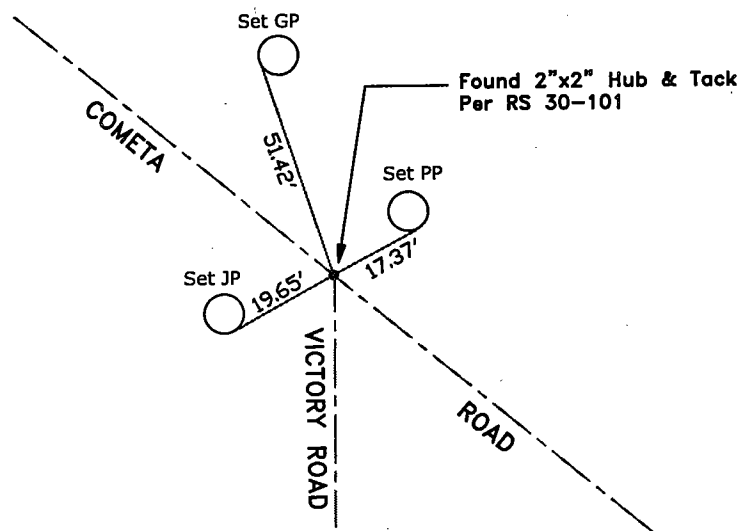 Set GP
Found 2"x2" Hub & Tack
Per RS 30-101
COMETA
51.42'
Set PP
17.37'
Set JP
19.65'
VICTORY ROAD
ROAD